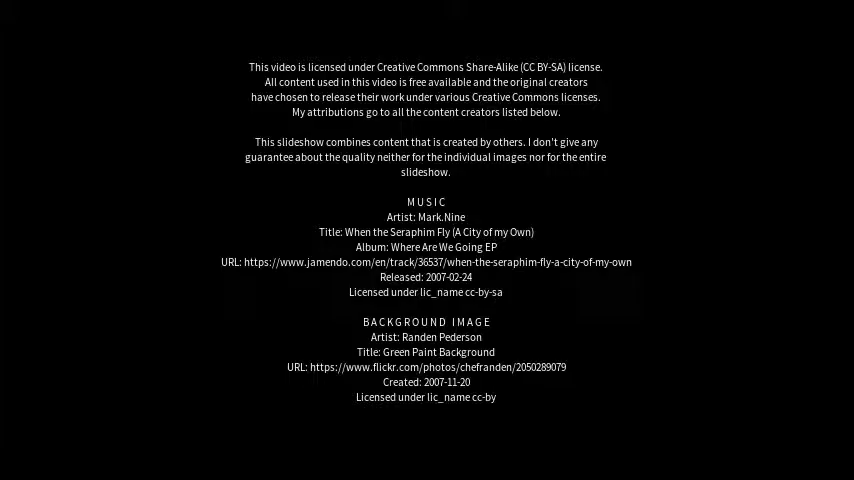 This video is licensed under Creative Commons Share-Alike (CC BY-SA) license.
All content used in this video is free available and the original creators
have chosen to release their work under various Creative Commons licenses.
My attributions go to all the content creators listed below.
This slideshow combines content that is created by others. I don't give any
guarantee about the quality neither for the individual images nor for the entire
slideshow.
MUSIC
Artist: Mark.Nine
Title: When the Seraphim Fly (A City of my Own)
Album: Where Are We Going EP
URL: https://www.jamendo.com/en/track/36537/when-the-seraphim-fly-a-city-of-my-own
Released: 2007-02-24
Licensed under lic_name cc-by-sa
BACKGROUND IMAGE
Artist: Randen Pederson
Title: Green Paint Background
URL: https://www.flickr.com/photos/chefranden/2050289079
Created: 2007-11-20
Licensed under lic_name cc-by